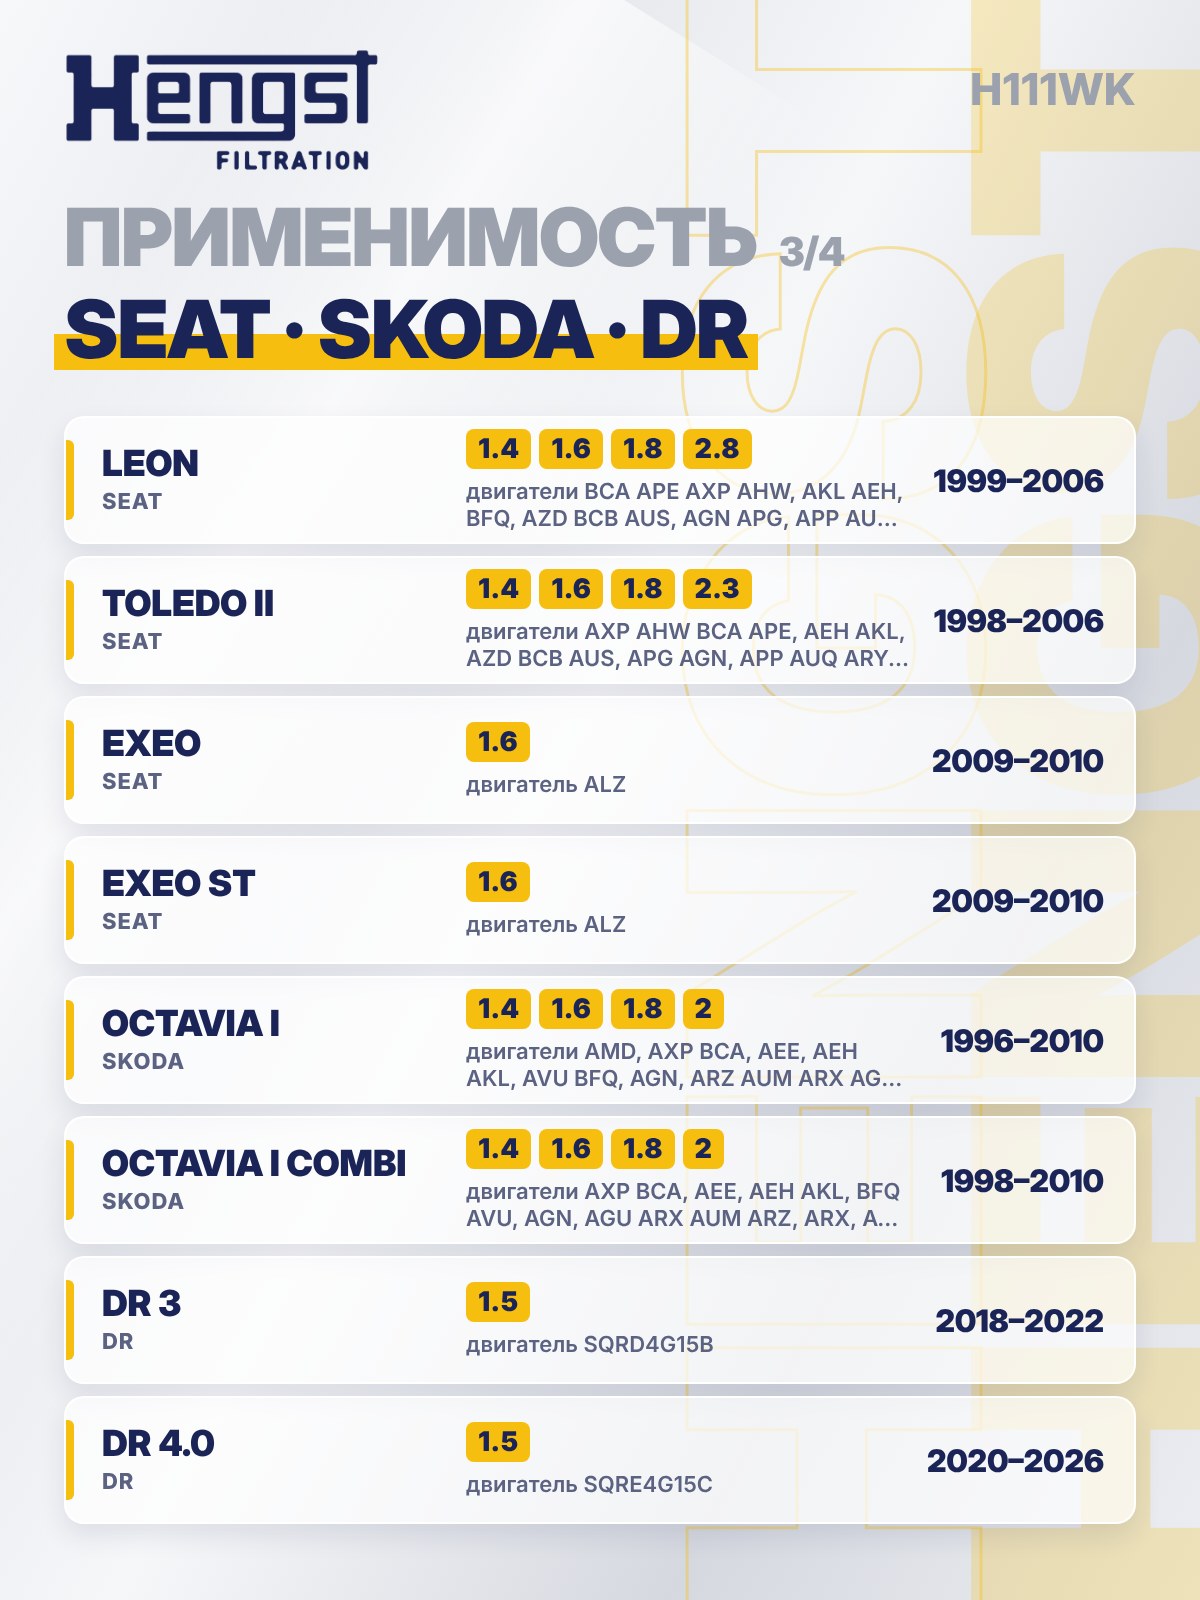 Hengst
FILTRATION
H111WK
ПРИМЕНИМОСТЬ 3/4
SEAT · SKODA · DR
LEON
SEAT
1.4 1.6 1.8 2.8
двигатели BCA APE AXP AHW, AKL AEH,
BFQ, AZD BCB AUS, AGN APG, APP AU...
1999–2006
TOLEDO II
SEAT
1.4 1.6 1.8 2.3
двигатели AXP AHW BCA APE, AEH AKL,
AZD BCB AUS, APG AGN, APP AUQ ARY...
1998–2006
EXEO
SEAT
1.6
двигатель ALZ
2009–2010
EXEO ST
SEAT
1.6
двигатель ALZ
2009–2010
OCTAVIA I
SKODA
1.4 1.6 1.8 2
двигатели AMD, AXP BCA, AEE, AEH
AKL, AVU BFQ, AGN, ARZ AUM ARX AG...
1996–2010
OCTAVIA I COMBI
SKODA
1.4 1.6 1.8 2
двигатели AXP BCA, AEE, AEH AKL, BFQ
AVU, AGN, AGU ARX AUM ARZ, ARX, A...
1998–2010
DR 3
DR
1.5
двигатель SQRD4G15B
2018–2022
DR 4.0
DR
1.5
двигатель SQRE4G15C
2020–2026
HENGST
HENGST